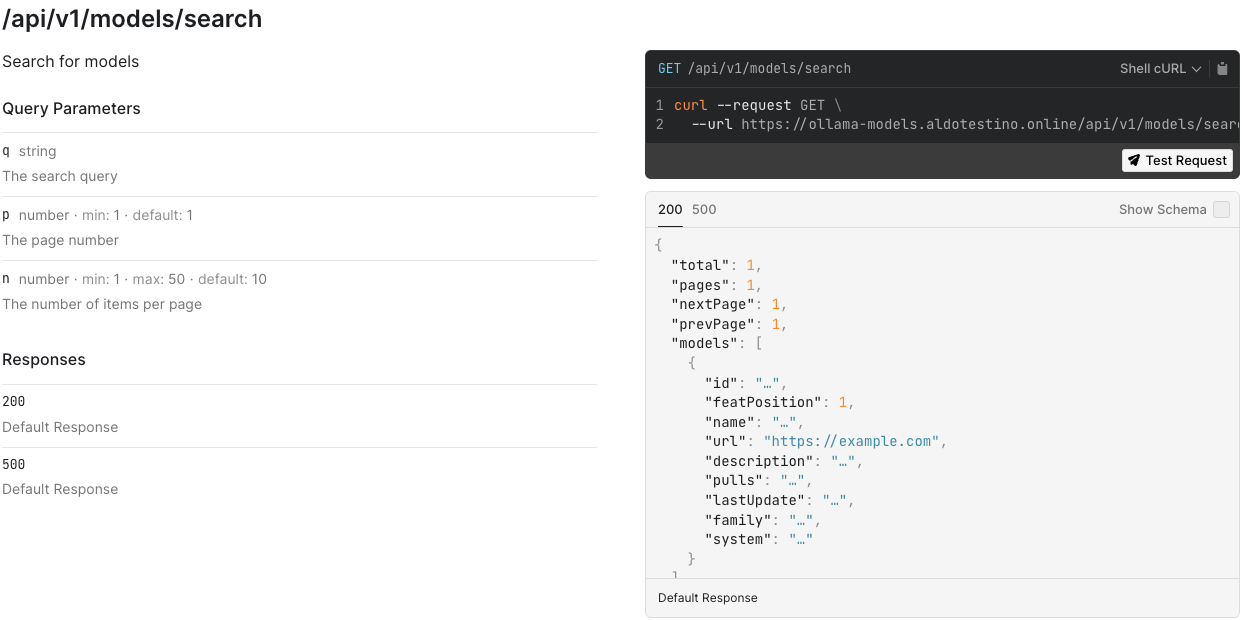 /api/v1/models/search
Search for models
Query Parameters
q string
The search query
p number · min: 1 · default: 1
The page number
n number · min: 1 · max: 50 · default: 10
The number of items per page
Responses
200
Default Response
500
Default Response
GET /api/v1/models/search Shell cURL
1 curl --request GET \
2 --url https://ollama-models.aldotestino.online/api/v1/models/sear
Test Request
200 500 Show Schema
{
"total": 1,
"pages": 1,
"nextPage": 1,
"prevPage": 1,
"models": [
{
"id": "…",
"featPosition": 1,
"name": "…",
"url": "https://example.com",
"description": "…",
"pulls": "…",
"lastUpdate": "…",
"family": "…",
"system": "…"
}
]
Default Response